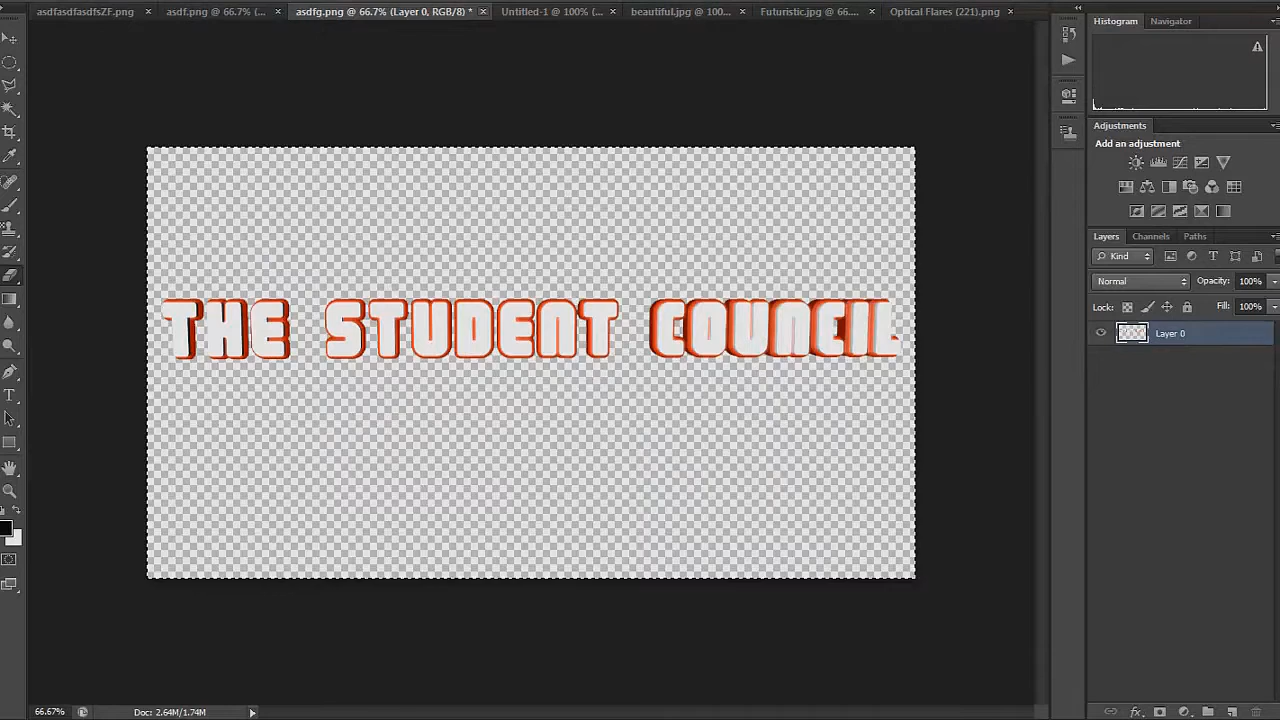 asdfasdfasdfsZF.png × asdf.png @ 66.7% (... × asdfg.png @ 66.7% (Layer 0, RGB/8) * × Untitled-1 @ 100% (... × beautiful.jpg @ 100... × Futuristic.jpg @ 66.... × Optical Flares (221).png ×
Histogram Navigator
Adjustments
Add an adjustment
Layers Channels Paths
Kind
Normal Opacity: 100%
Lock: Fill: 100%
Layer 0
THE STUDENT COUNCIL
66.67% Doc: 2.64M/1.74M